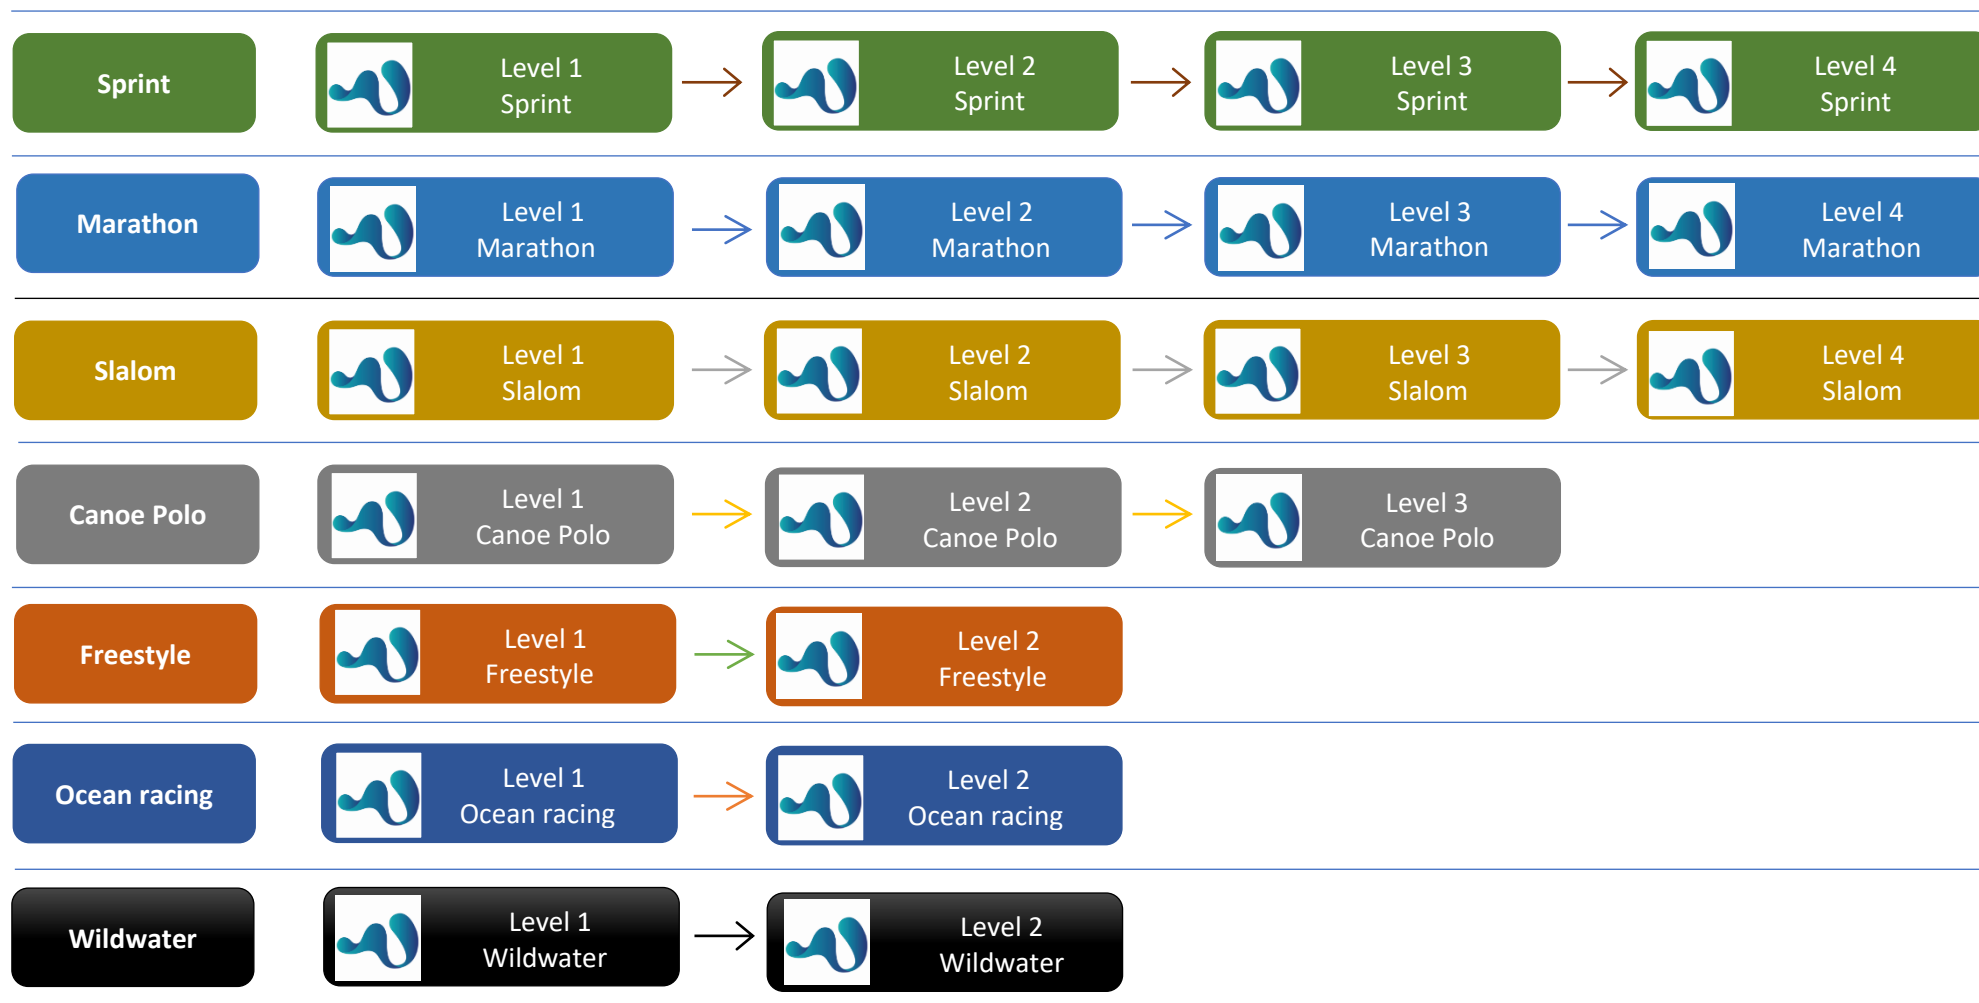 Sprint
Level 1
Sprint
Level 2
Sprint
Level 3
Sprint
Level 4
Sprint
Marathon
Level 1
Marathon
Level 2
Marathon
Level 3
Marathon
Level 4
Marathon
Slalom
Level 1
Slalom
Level 2
Slalom
Level 3
Slalom
Level 4
Slalom
Canoe Polo
Level 1
Canoe Polo
Level 2
Canoe Polo
Level 3
Canoe Polo
Freestyle
Level 1
Freestyle
Level 2
Freestyle
Ocean racing
Level 1
Ocean racing
Level 2
Ocean racing
Wildwater
Level 1
Wildwater
Level 2
Wildwater